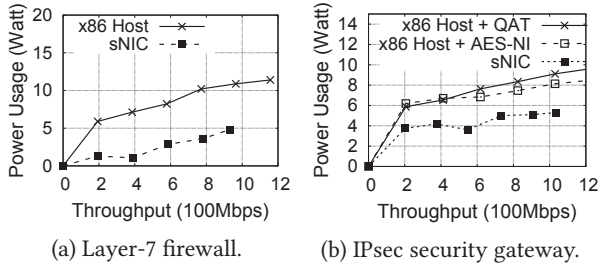 x86 Host
sNIC
Power Usage (Watt)
20
15
10
5
0
0 2 4 6 8 10 12
Throughput (100Mbps)
(a) Layer-7 firewall.
x86 Host + QAT
x86 Host + AES-NI
sNIC
Power Usage (Watt)
14
12
10
8
6
4
2
0
0 2 4 6 8 10 12
Throughput (100Mbps)
(b) IPsec security gateway.